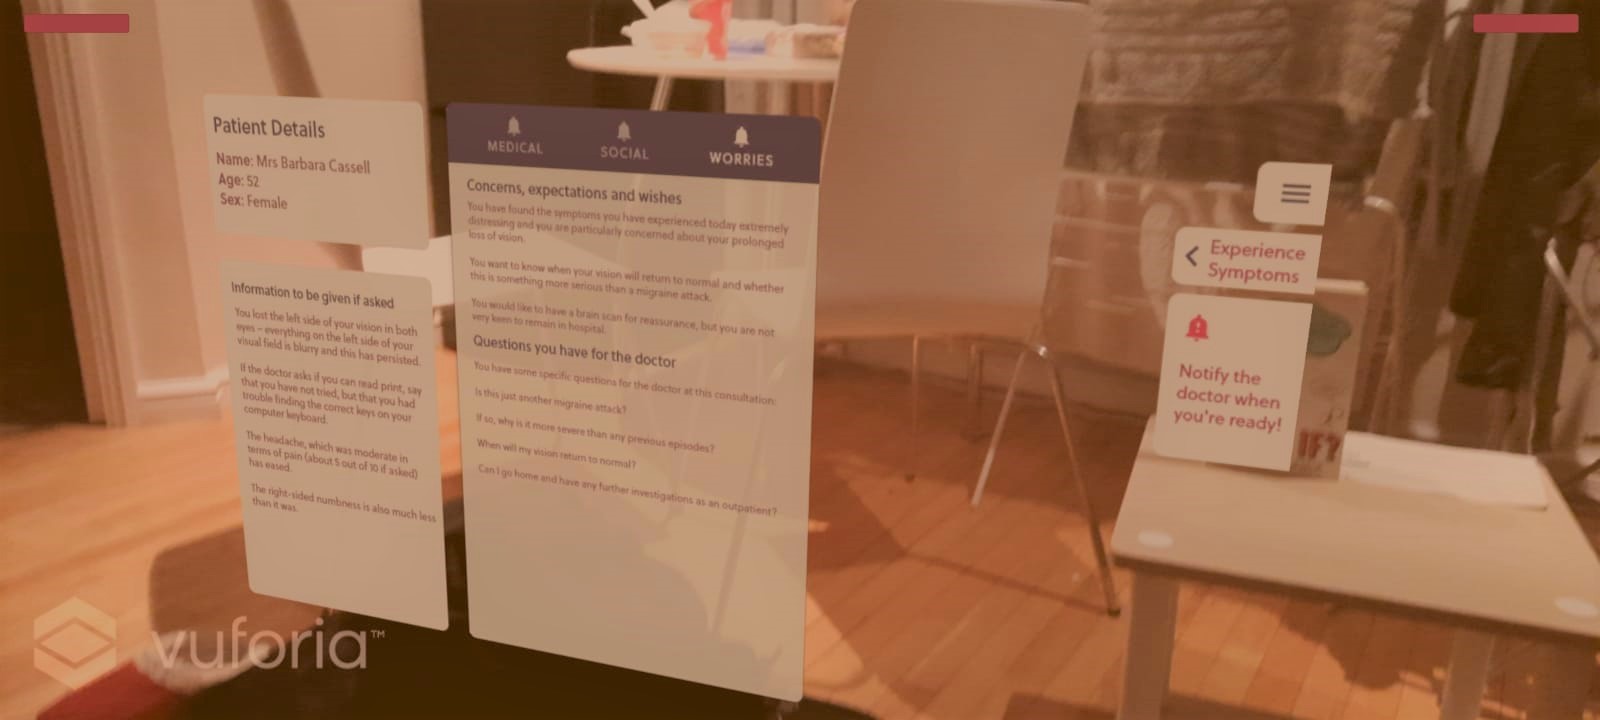 Patient Details
Name: Mrs Barbara Cassell
Age: 52
Sex: Female
Information to be given if asked
You lost the left side of your vision in both
eyes – everything on the left side of your
visual field is blurry and this has persisted.
If the doctor asks if you can read print, say
that you have not tried, but that you had
trouble finding the correct keys on your
computer keyboard.
The headache, which was moderate in
terms of pain (about 5 out of 10 if asked)
has eased.
The right-sided numbness is also much less
than it was.
MEDICAL
SOCIAL
WORRIES
Concerns, expectations and wishes
You have found the symptoms you have experienced today extremely
distressing and you are particularly concerned about your prolonged
loss of vision.
You want to know when your vision will return to normal and whether
this is something more serious than a migraine attack.
You would like to have a brain scan for reassurance, but you are not
very keen to remain in hospital.
Questions you have for the doctor
You have some specific questions for the doctor at this consultation:
Is this just another migraine attack?
If so, why is it more severe than any previous episodes?
When will my vision return to normal?
Can I go home and have any further investigations as an outpatient?
Experience
Symptoms
Notify the
doctor when
you're ready!
IF?
vuforia™